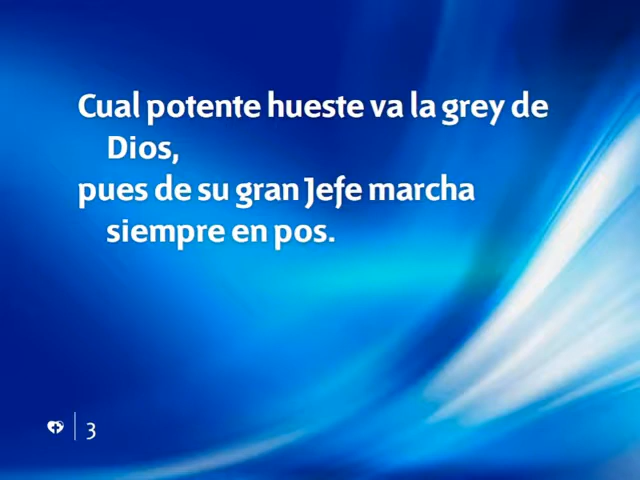 Cual potente hueste va la grey de
Dios,
pues de su gran Jefe marcha
siempre en pos.
3